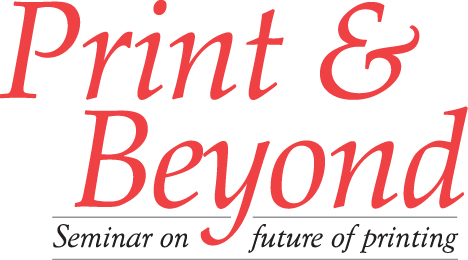 Print &
Beyond
Seminar on future of printing